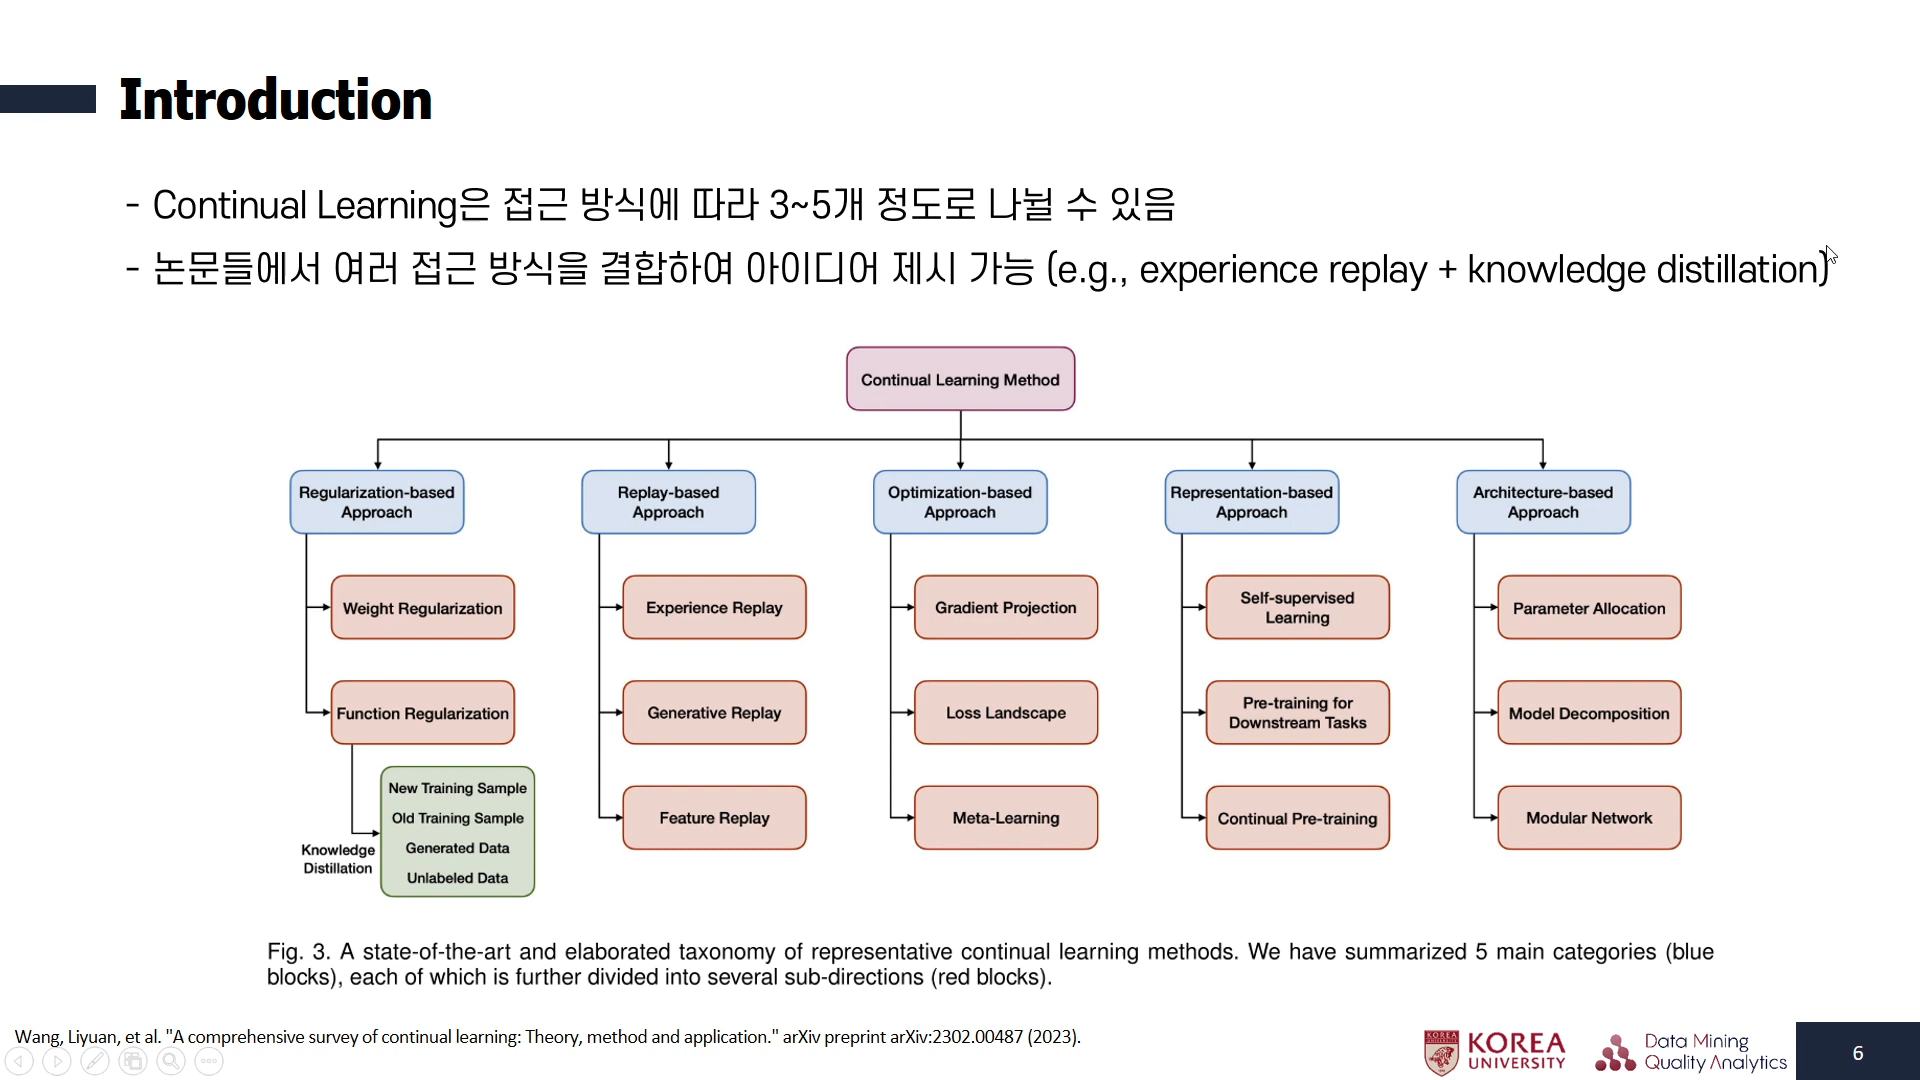 Introduction
- Continual Learning은 접근 방식에 따라 3~5개 정도로 나뉠 수 있음
- 논문들에서 여러 접근 방식을 결합하여 아이디어 제시 가능 (e.g., experience replay + knowledge distillation)
Continual Learning Method
Regularization-based
Approach
Weight Regularization
Function Regularization
Knowledge
Distillation
New Training Sample
Old Training Sample
Generated Data
Unlabeled Data
Replay-based
Approach
Experience Replay
Generative Replay
Feature Replay
Optimization-based
Approach
Gradient Projection
Loss Landscape
Meta-Learning
Representation-based
Approach
Self-supervised
Learning
Pre-training for
Downstream Tasks
Continual Pre-training
Architecture-based
Approach
Parameter Allocation
Model Decomposition
Modular Network
Fig. 3. A state-of-the-art and elaborated taxonomy of representative continual learning methods. We have summarized 5 main categories (blue
blocks), each of which is further divided into several sub-directions (red blocks).
Wang, Liyuan, et al. "A comprehensive survey of continual learning: Theory, method and application." arXiv preprint arXiv:2302.00487 (2023).
KOREA
UNIVERSITY
Data Mining
Quality Analytics
6